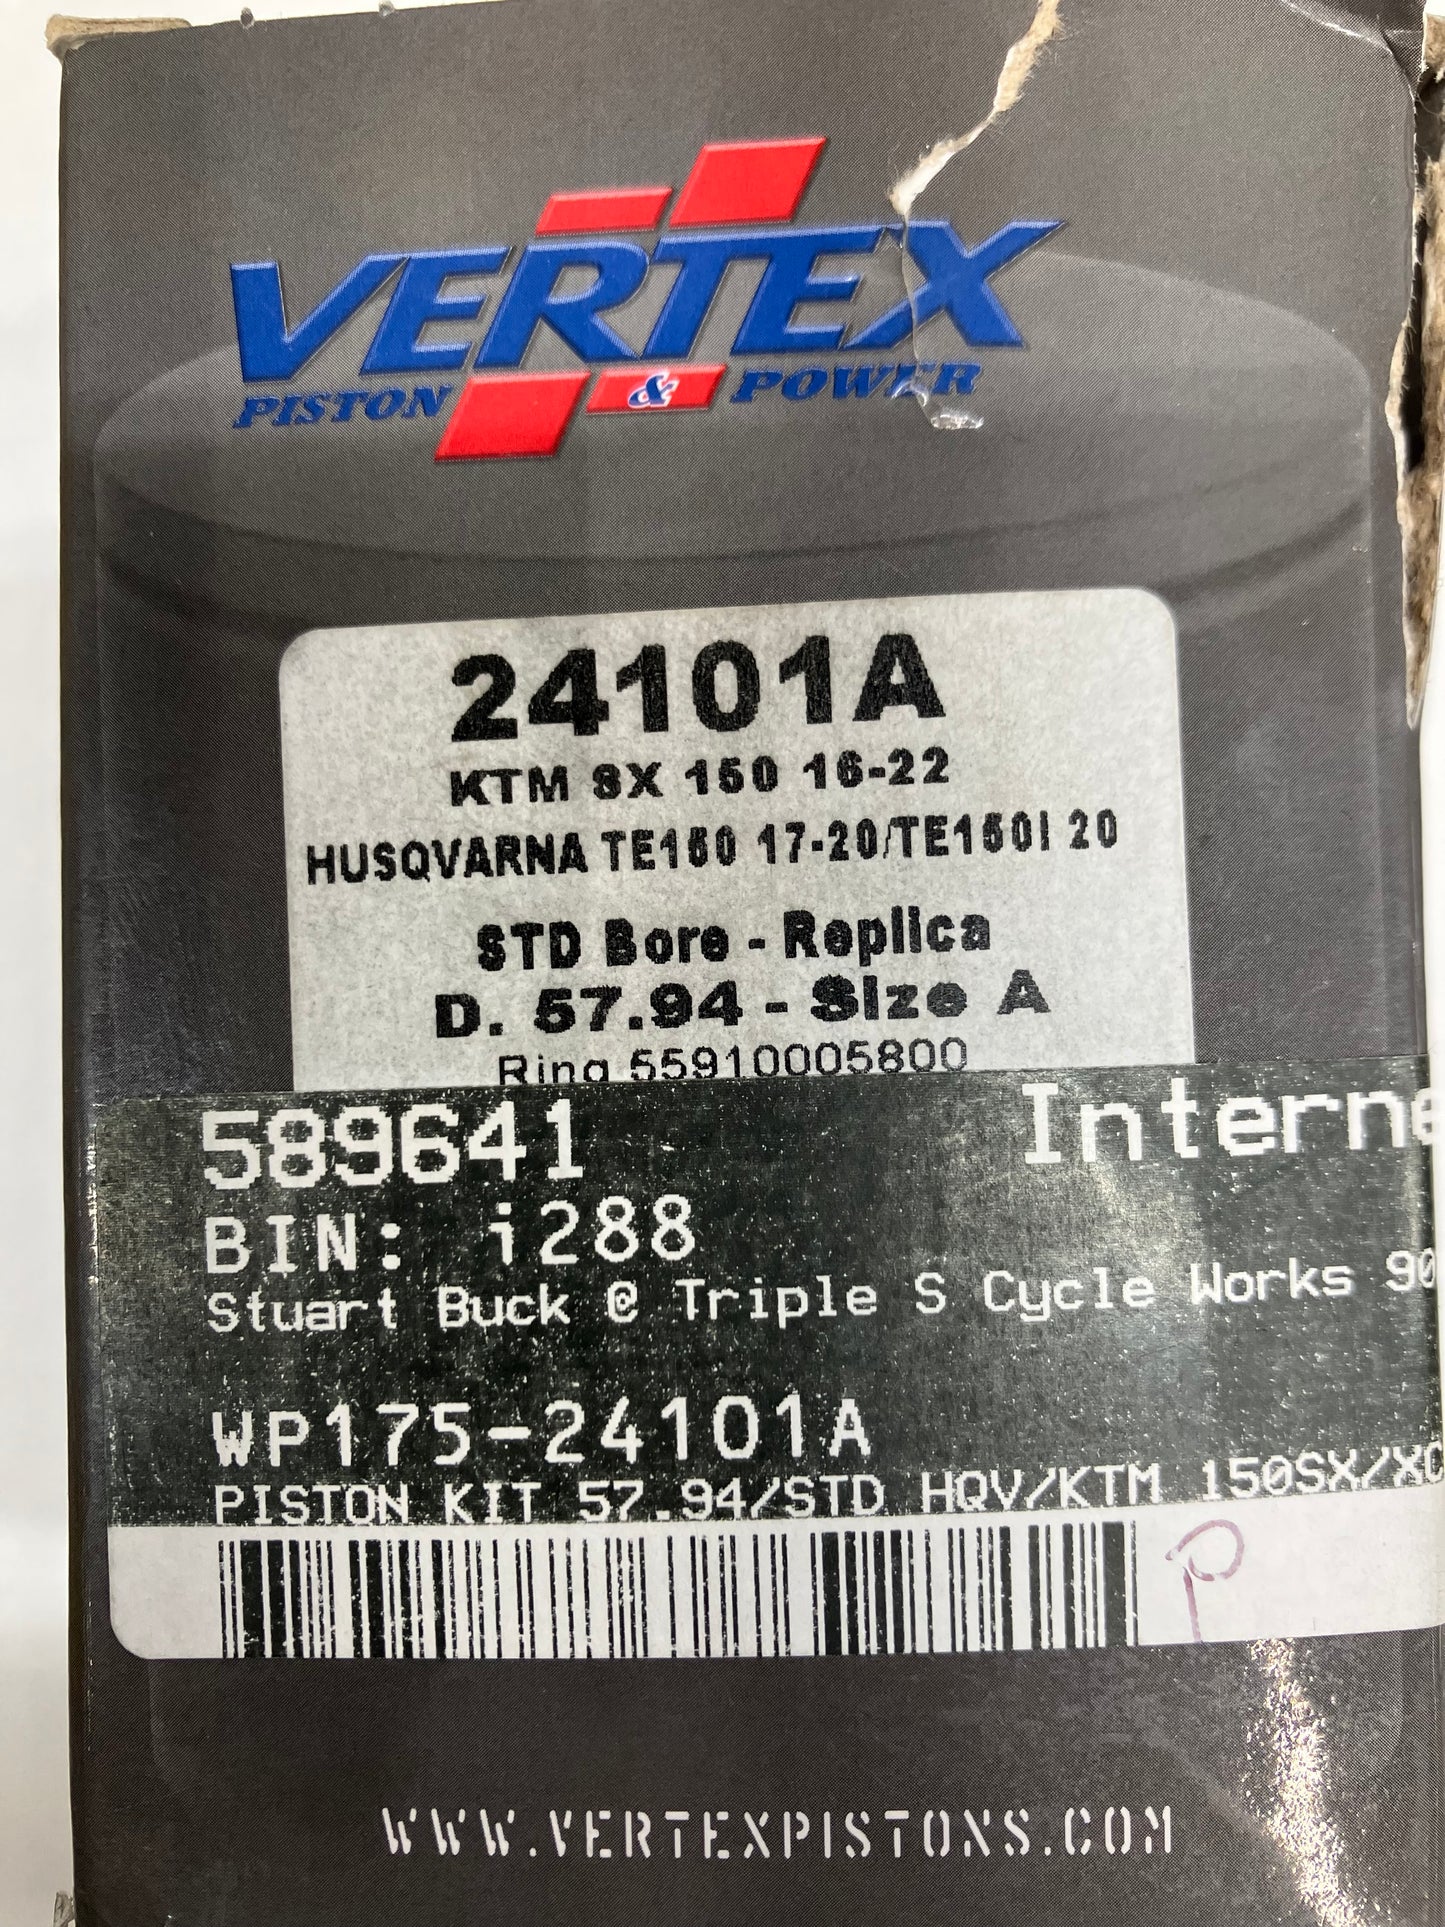 VERTEX
PISTON & POWER
24101A
KTM SX 150 16-22
HUSQVARNA TE150 17-20/TE150I 20
STD Bore - Replica
D. 57.94 - Size A
Ring 55910005800
589641 Interne
BIN: i288
Stuart Buck @ Triple S Cycle Works 90
WP175-24101A
PISTON KIT 57.94/STD HQV/KTM 150SX/XC
P
WWW.VERTEXPISTONS.COM